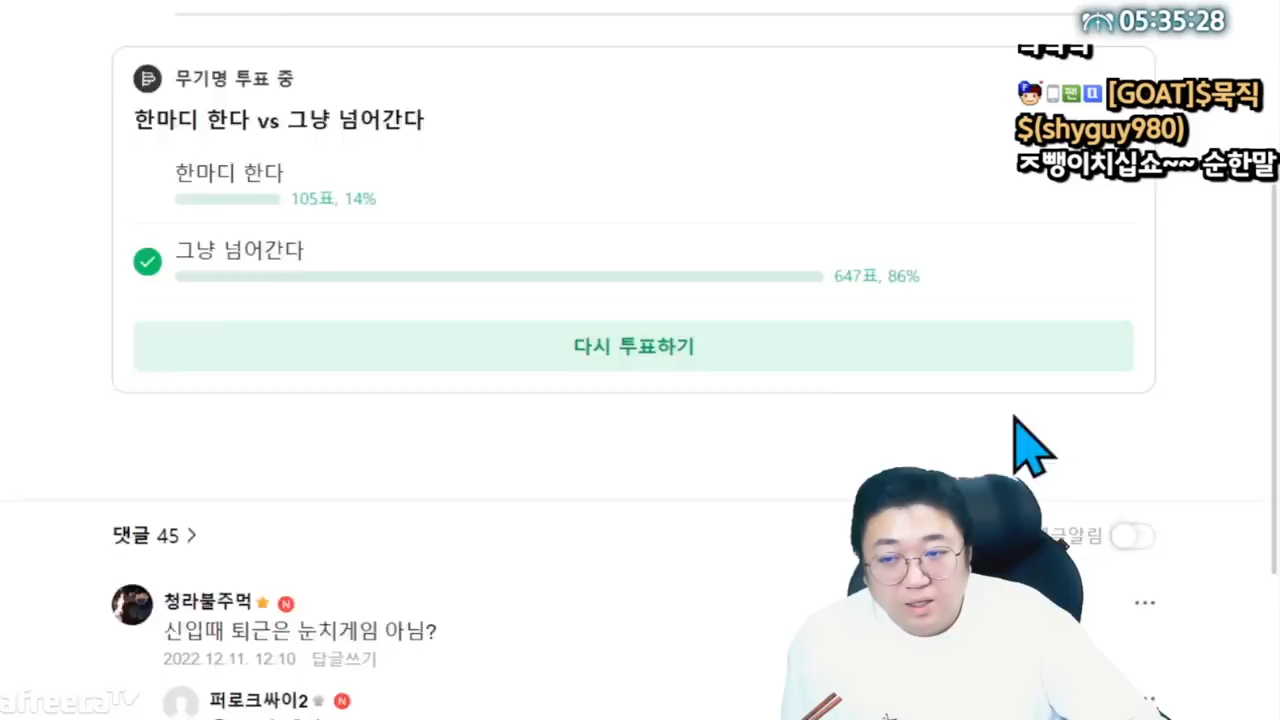 05:35:28
무기명 투표 중
한마디 한다 vs 그냥 넘어간다
[GOAT]$묵직
$(shyguy980)
ㅈ뺑이치십쇼~~ 순한말
한마디 한다
105표, 14%
그냥 넘어간다
647표, 86%
다시 투표하기
댓글 45 >
글알림
청라불주먹 N
신입때 퇴근은 눈치게임 아님?
2022.12.11. 12:10 답글쓰기
퍼로크싸이2 N
afreecaTV